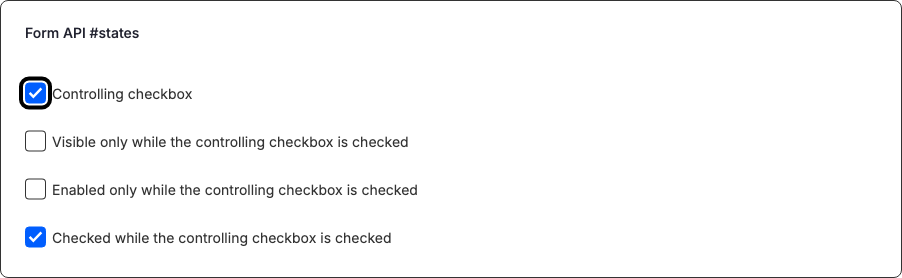 Form API #states
Controlling checkbox
Visible only while the controlling checkbox is checked
Enabled only while the controlling checkbox is checked
Checked while the controlling checkbox is checked